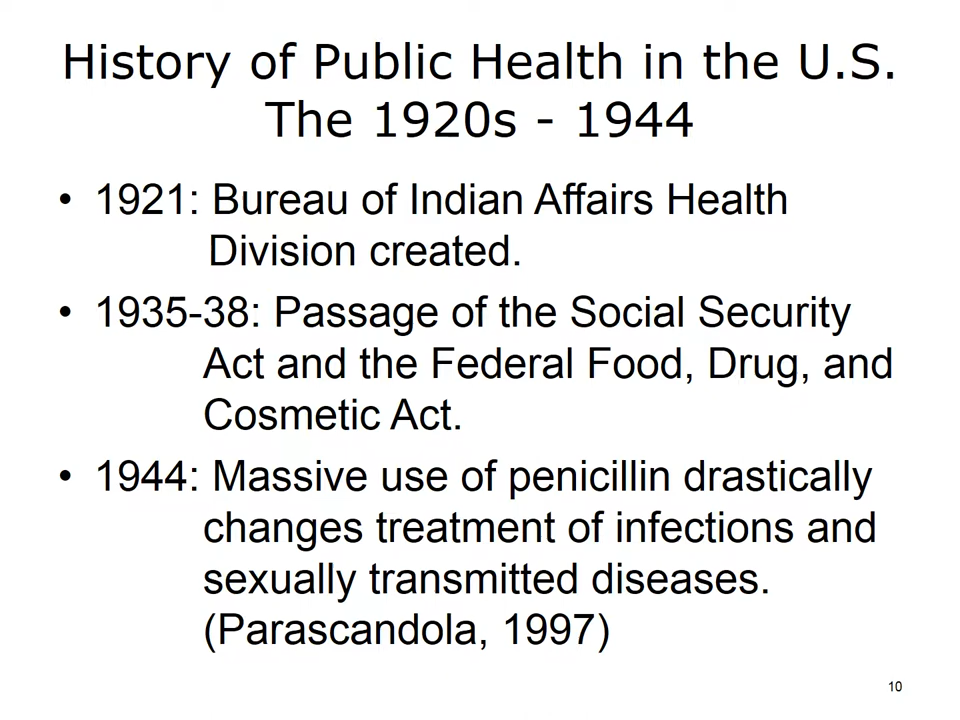 History of Public Health in the U.S.
The 1920s - 1944
• 1921: Bureau of Indian Affairs Health
Division created.
• 1935-38: Passage of the Social Security
Act and the Federal Food, Drug, and
Cosmetic Act.
• 1944: Massive use of penicillin drastically
changes treatment of infections and
sexually transmitted diseases.
(Parascandola, 1997)
10